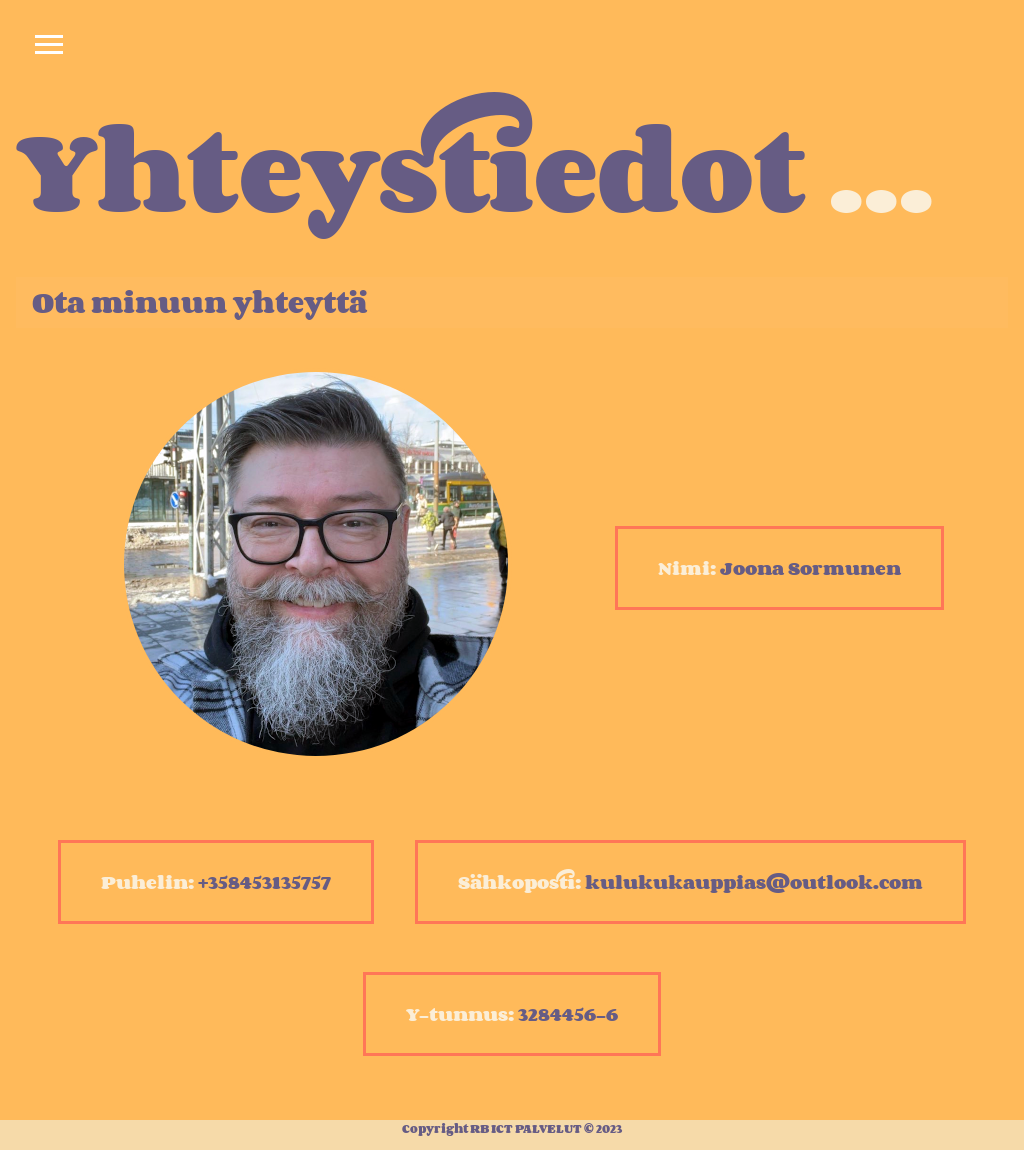 Yhteystiedot ...
Ota minuun yhteyttä
Nimi: Joona Sormunen
Puhelin: +358453135757
Sähköposti: kulukukauppias@outlook.com
Y-tunnus: 3284456-6
Copyright RB ICT PALVELUT © 2023